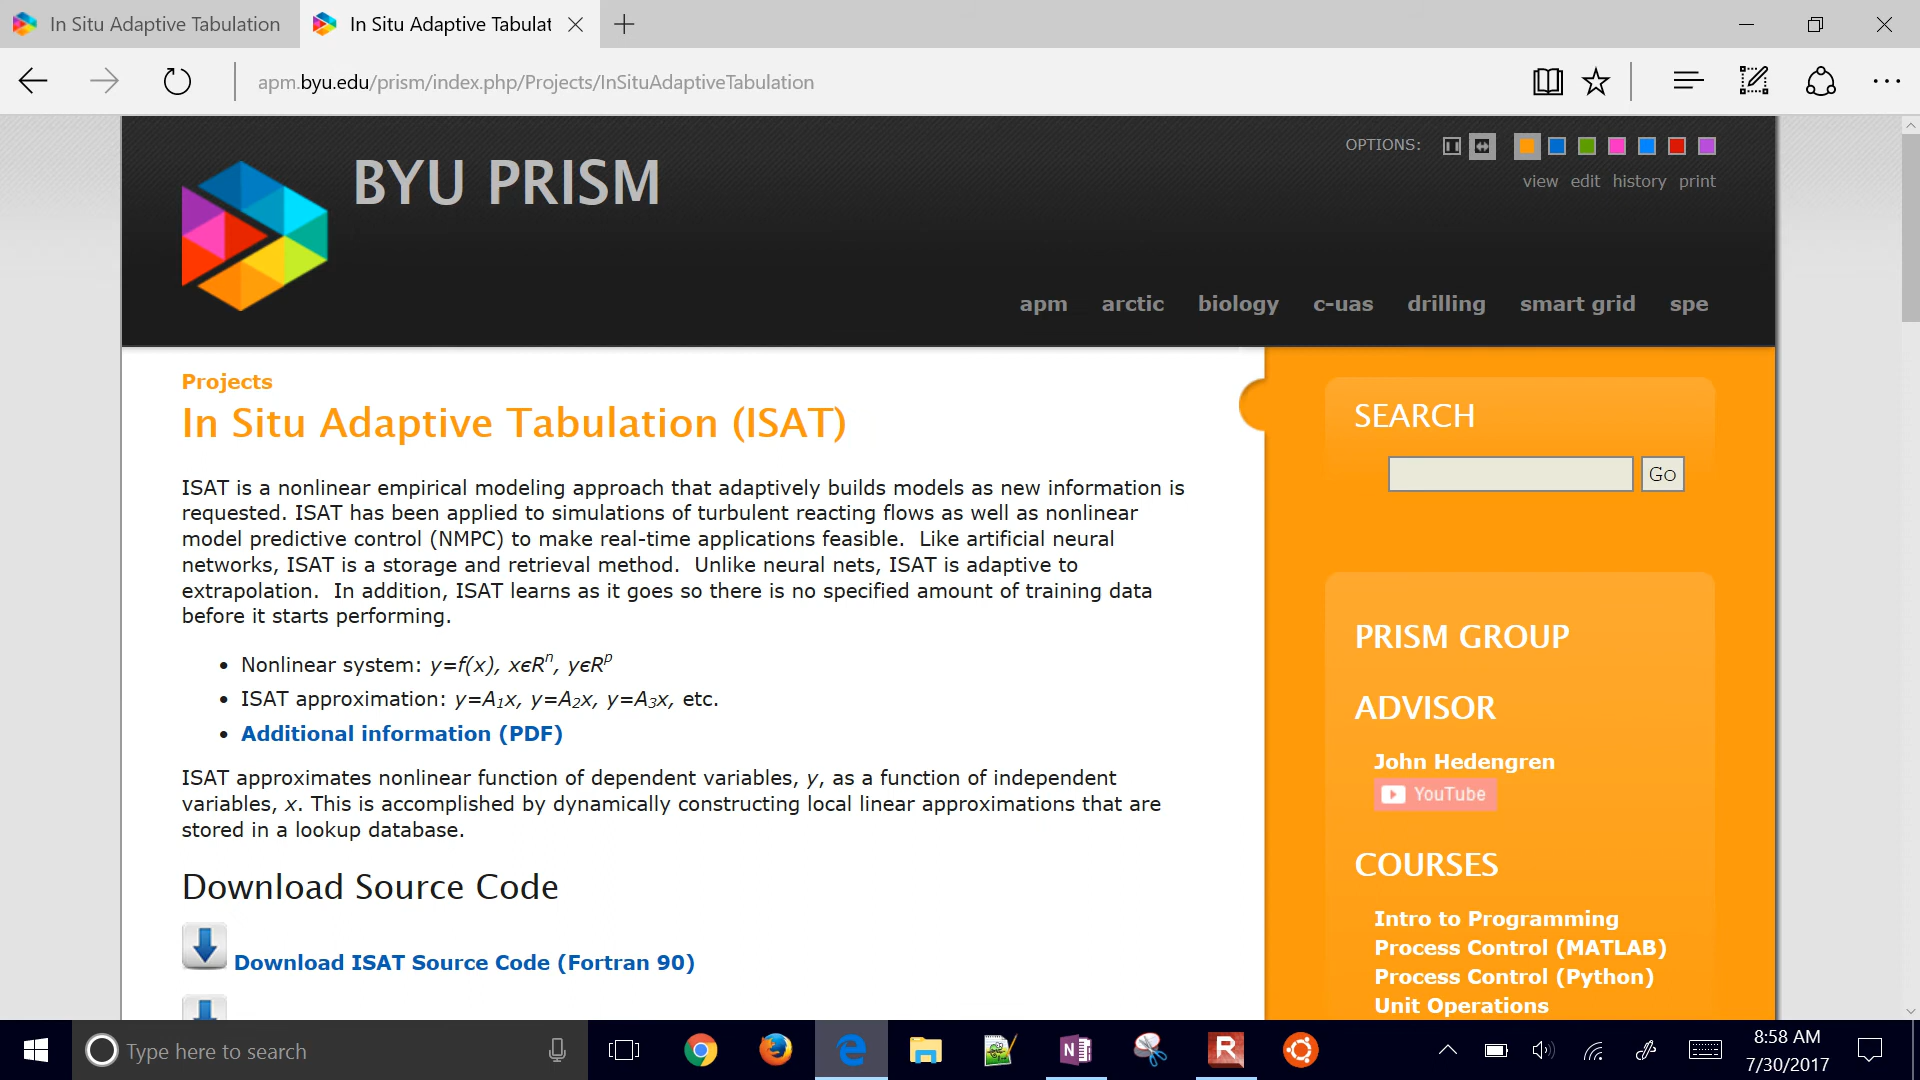 In Situ Adaptive Tabulation
In Situ Adaptive Tabulat
apm.byu.edu/prism/index.php/Projects/InSituAdaptiveTabulation
OPTIONS:
view edit history print
BYU PRISM
apm arctic biology c-uas drilling smart grid spe
Projects
In Situ Adaptive Tabulation (ISAT)
ISAT is a nonlinear empirical modeling approach that adaptively builds models as new information is
requested. ISAT has been applied to simulations of turbulent reacting flows as well as nonlinear
model predictive control (NMPC) to make real-time applications feasible. Like artificial neural
networks, ISAT is a storage and retrieval method. Unlike neural nets, ISAT is adaptive to
extrapolation. In addition, ISAT learns as it goes so there is no specified amount of training data
before it starts performing.
• Nonlinear system: y=f(x), xϵRⁿ, yϵRᵖ
• ISAT approximation: y=A₁x, y=A₂x, y=A₃x, etc.
• Additional information (PDF)
ISAT approximates nonlinear function of dependent variables, y, as a function of independent
variables, x. This is accomplished by dynamically constructing local linear approximations that are
stored in a lookup database.
Download Source Code
Download ISAT Source Code (Fortran 90)
SEARCH
Go
PRISM GROUP
ADVISOR
John Hedengren
YouTube
COURSES
Intro to Programming
Process Control (MATLAB)
Process Control (Python)
Unit Operations
Type here to search
N
R
8:58 AM
7/30/2017